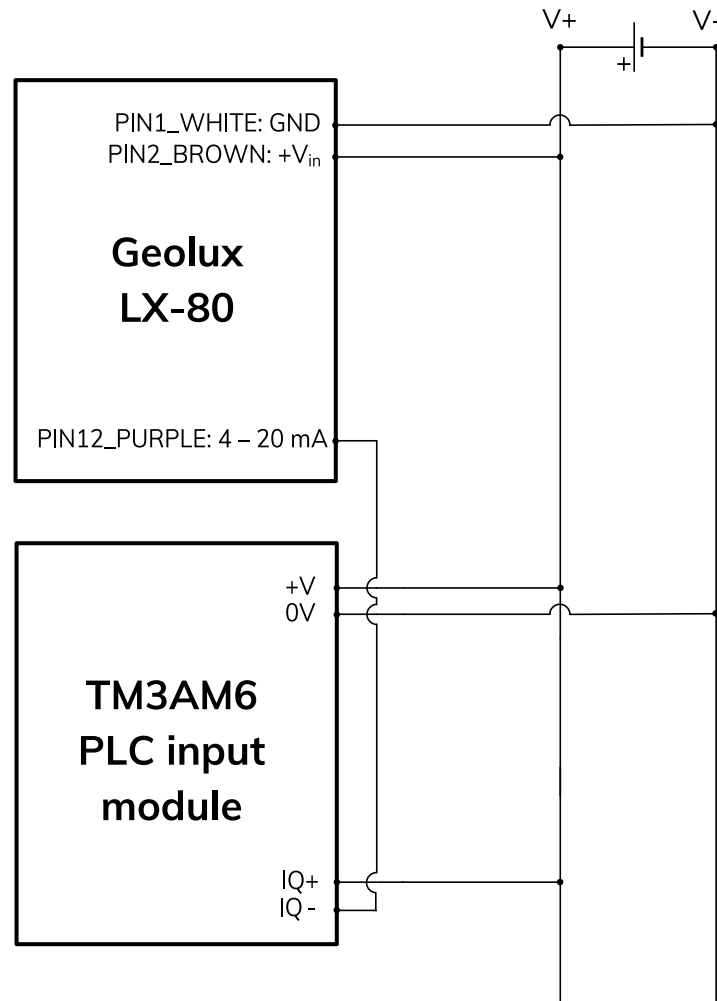 V+
V-
+
PIN1_WHITE: GND
PIN2_BROWN: +Vin
Geolux
LX-80
PIN12_PURPLE: 4 – 20 mA
+V
0V
TM3AM6
PLC input
module
IQ+
IQ -